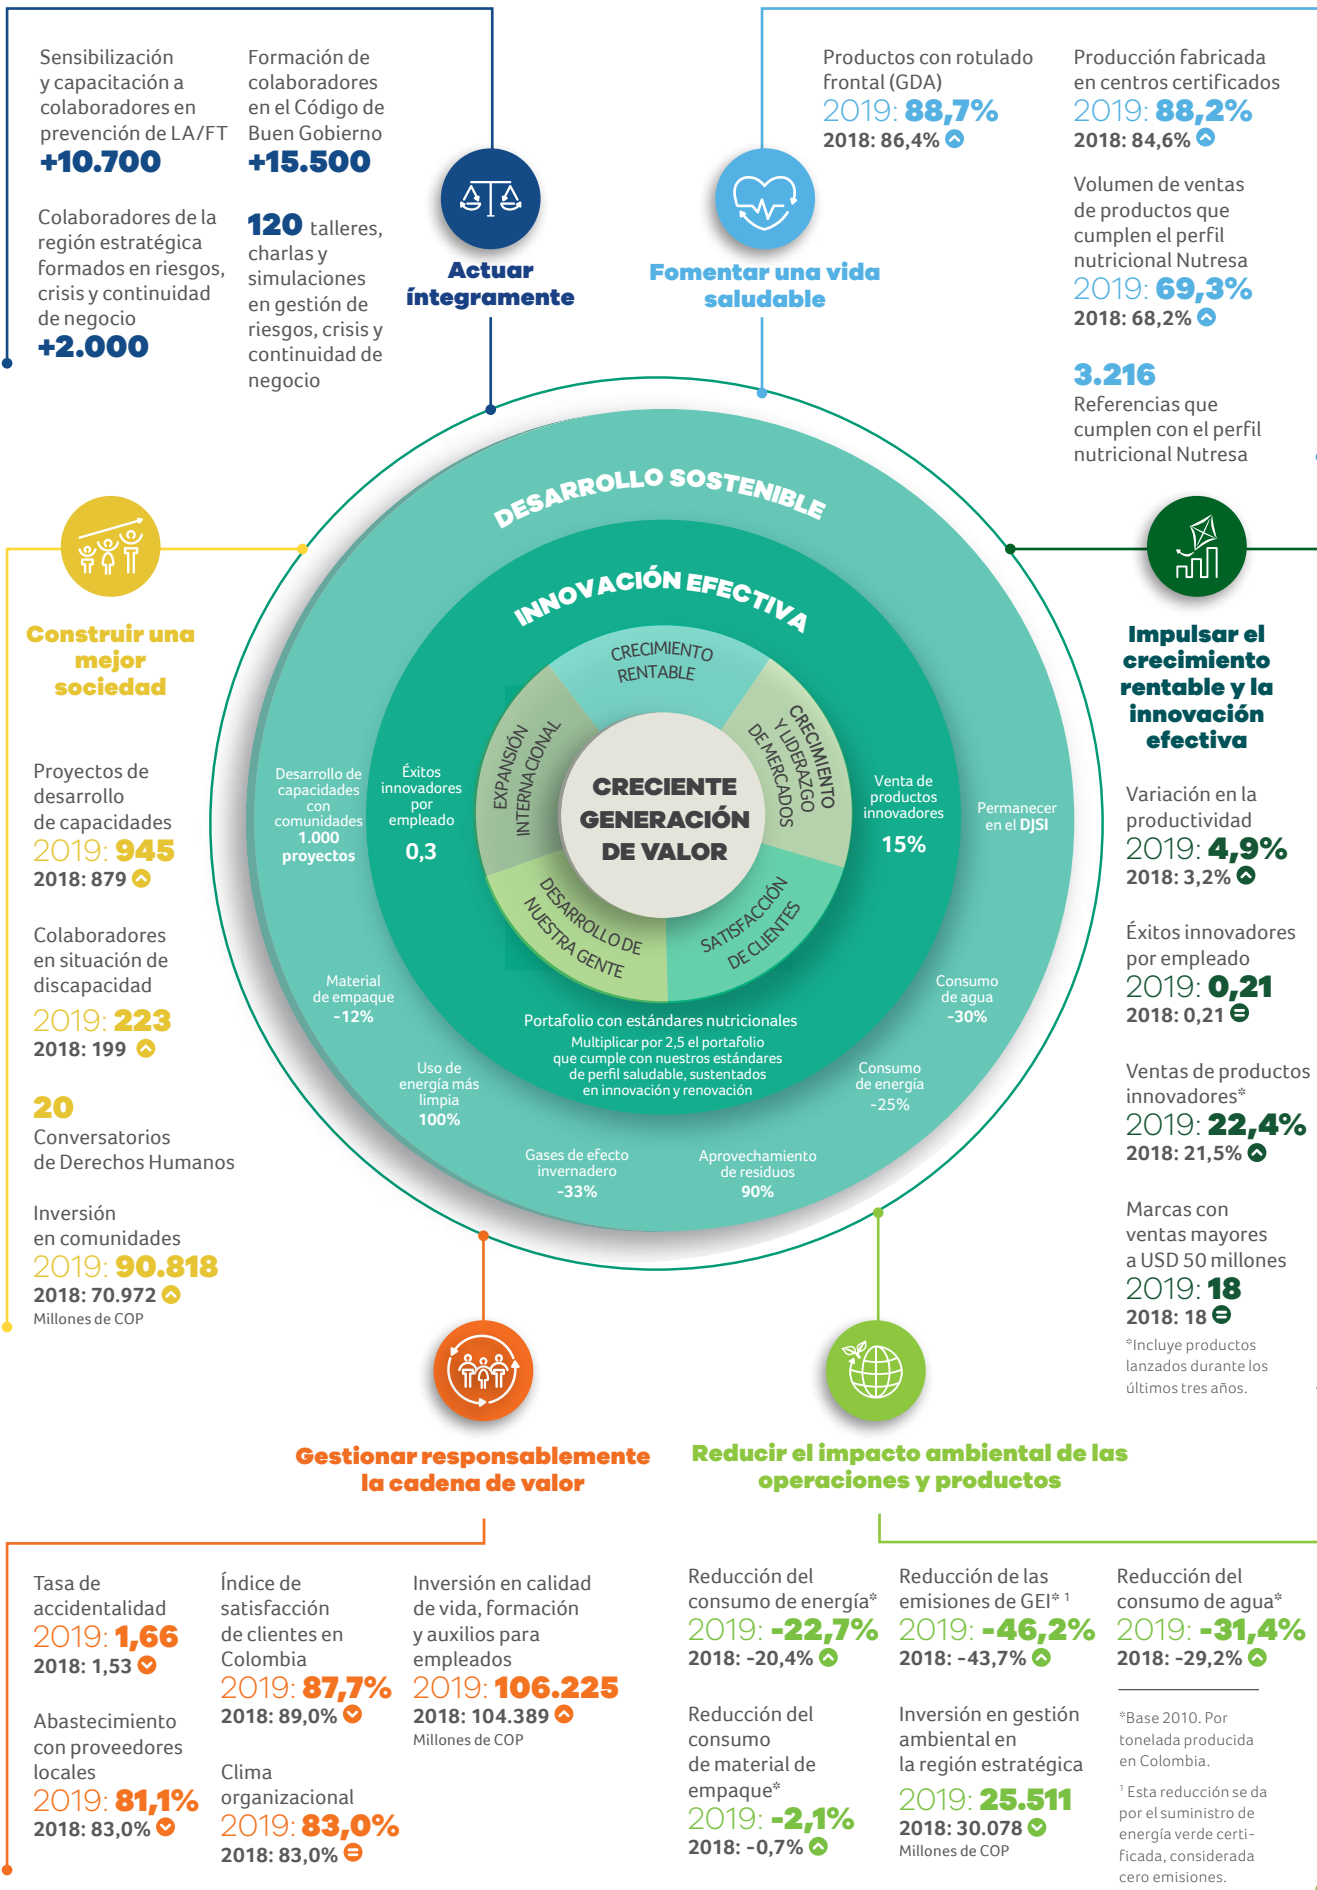 Sensibilización
y capacitación a
colaboradores en
prevención de LA/FT
+10.700
Formación de
colaboradores
en el Código de
Buen Gobierno
+15.500
Colaboradores de la
región estratégica
formados en riesgos,
crisis y continuidad
de negocio
+2.000
120 talleres,
charlas y
simulaciones
en gestión de
riesgos, crisis y
continuidad de
negocio
Actuar
íntegramente
Fomentar una vida
saludable
Productos con rotulado
frontal (GDA)
2019: 88,7%
2018: 86,4%
Producción fabricada
en centros certificados
2019: 88,2%
2018: 84,6%
Volumen de ventas
de productos que
cumplen el perfil
nutricional Nutresa
2019: 69,3%
2018: 68,2%
3.216
Referencias que
cumplen con el perfil
nutricional Nutresa
DESARROLLO SOSTENIBLE
INNOVACIÓN EFECTIVA
CRECIMIENTO
RENTABLE
EXPANSIÓN
INTERNACIONAL
CRECIMIENTO
Y LIDERAZGO
DE MERCADOS
CRECIENTE
GENERACIÓN
DE VALOR
DESARROLLO DE
NUESTRA GENTE
SATISFACCIÓN
DE CLIENTES
Desarrollo de
capacidades
con
comunidades
1.000
proyectos
Éxitos
innovadores
por
empleado
0,3
Venta de
productos
innovadores
15%
Permanecer
en el DJSI
Material
de empaque
-12%
Consumo
de agua
-30%
Portafolio con estándares nutricionales
Multiplicar por 2,5 el portafolio
que cumple con nuestros estándares
de perfil saludable, sustentados
en innovación y renovación
Uso de
energía más
limpia
100%
Consumo
de energía
-25%
Gases de efecto
invernadero
-33%
Aprovechamiento
de residuos
90%
Construir una
mejor
sociedad
Proyectos de
desarrollo
de capacidades
2019: 945
2018: 879
Colaboradores
en situación de
discapacidad
2019: 223
2018: 199
20
Conversatorios
de Derechos Humanos
Inversión
en comunidades
2019: 90.818
2018: 70.972
Millones de COP
Impulsar el
crecimiento
rentable y la
innovación
efectiva
Variación en la
productividad
2019: 4,9%
2018: 3,2%
Éxitos innovadores
por empleado
2019: 0,21
2018: 0,21
Ventas de productos
innovadores*
2019: 22,4%
2018: 21,5%
Marcas con
ventas mayores
a USD 50 millones
2019: 18
2018: 18
*Incluye productos
lanzados durante los
últimos tres años.
Gestionar responsablemente
la cadena de valor
Reducir el impacto ambiental de las
operaciones y productos
Tasa de
accidentalidad
2019: 1,66
2018: 1,53
Abastecimiento
con proveedores
locales
2019: 81,1%
2018: 83,0%
Índice de
satisfacción
de clientes en
Colombia
2019: 87,7%
2018: 89,0%
Clima
organizacional
2019: 83,0%
2018: 83,0%
Inversión en calidad
de vida, formación
y auxilios para
empleados
2019: 106.225
2018: 104.389
Millones de COP
Reducción del
consumo de energía*
2019: -22,7%
2018: -20,4%
Reducción del
consumo
de material de
empaque*
2019: -2,1%
2018: -0,7%
Reducción de las
emisiones de GEI* 1
2019: -46,2%
2018: -43,7%
Inversión en gestión
ambiental en
la región estratégica
2019: 25.511
2018: 30.078
Millones de COP
Reducción del
consumo de agua*
2019: -31,4%
2018: -29,2%
*Base 2010. Por
tonelada producida
en Colombia.
1 Esta reducción se da
por el suministro de
energía verde certi-
ficada, considerada
cero emisiones.